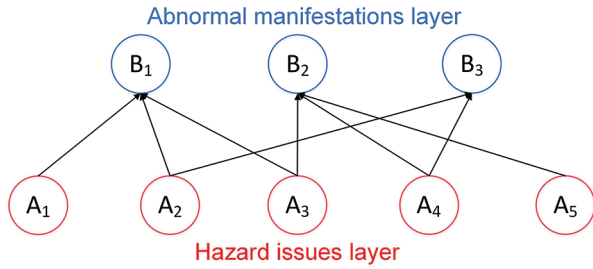 Abnormal manifestations layer
B₁ B₂ B₃
A₁ A₂ A₃ A₄ A₅
Hazard issues layer